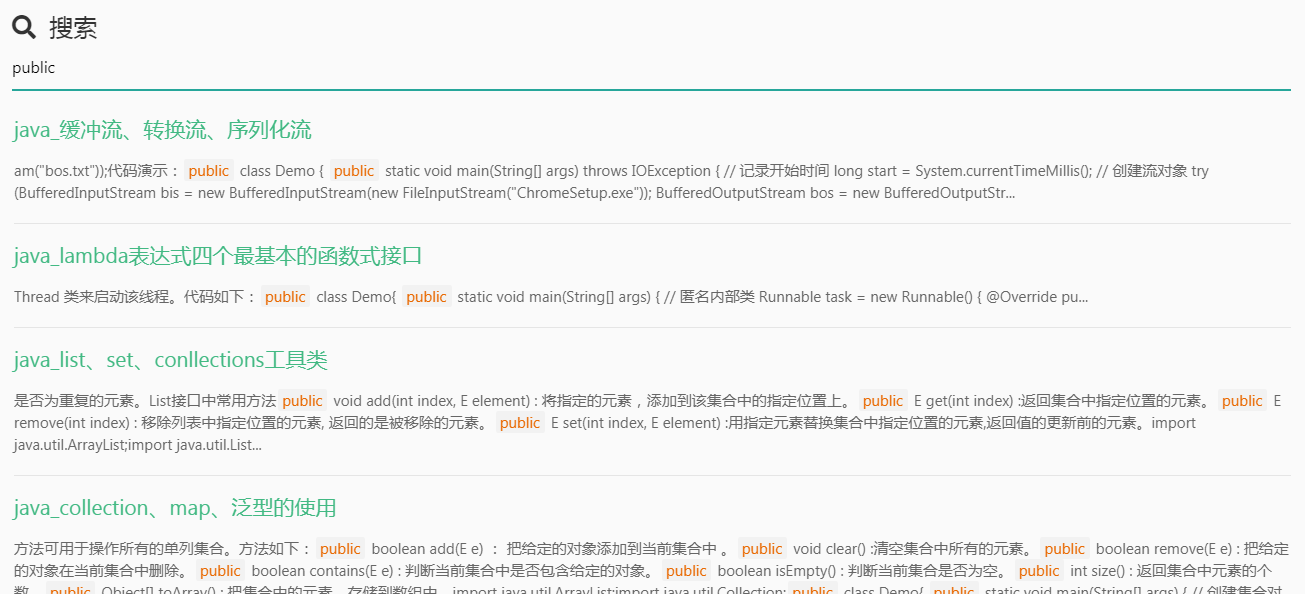 搜索
public
java_缓冲流、转换流、序列化流
am("bos.txt"));代码演示： public class Demo { public static void main(String[] args) throws IOException { // 记录开始时间 long start = System.currentTimeMillis(); // 创建流对象 try
(BufferedInputStream bis = new BufferedInputStream(new FileInputStream("ChromeSetup.exe")); BufferedOutputStream bos = new BufferedOutputStr...
java_lambda表达式四个最基本的函数式接口
Thread 类来启动该线程。代码如下： public class Demo{ public static void main(String[] args) { // 匿名内部类 Runnable task = new Runnable() { @Override pu...
java_list、set、conllections工具类
是否为重复的元素。List接口中常用方法 public void add(int index, E element) : 将指定的元素，添加到该集合中的指定位置上。 public E get(int index) :返回集合中指定位置的元素。 public E
remove(int index) : 移除列表中指定位置的元素, 返回的是被移除的元素。 public E set(int index, E element) :用指定元素替换集合中指定位置的元素,返回值的更新前的元素。import
java.util.ArrayList;import java.util.List...
java_collection、map、泛型的使用
方法可用于操作所有的单列集合。方法如下： public boolean add(E e) ： 把给定的对象添加到当前集合中 。 public void clear() :清空集合中所有的元素。 public boolean remove(E e) : 把给定
的对象在当前集合中删除。 public boolean contains(E e) : 判断当前集合中是否包含给定的对象。 public boolean isEmpty() : 判断当前集合是否为空。 public int size() : 返回集合中元素的个
数。 public Object[] toArray() : 把集合中的元素，存储到数组中。import java.util.ArrayList;import java.util.Collection; public class Demo{ public static void main(String[] args) { // 创建集合对